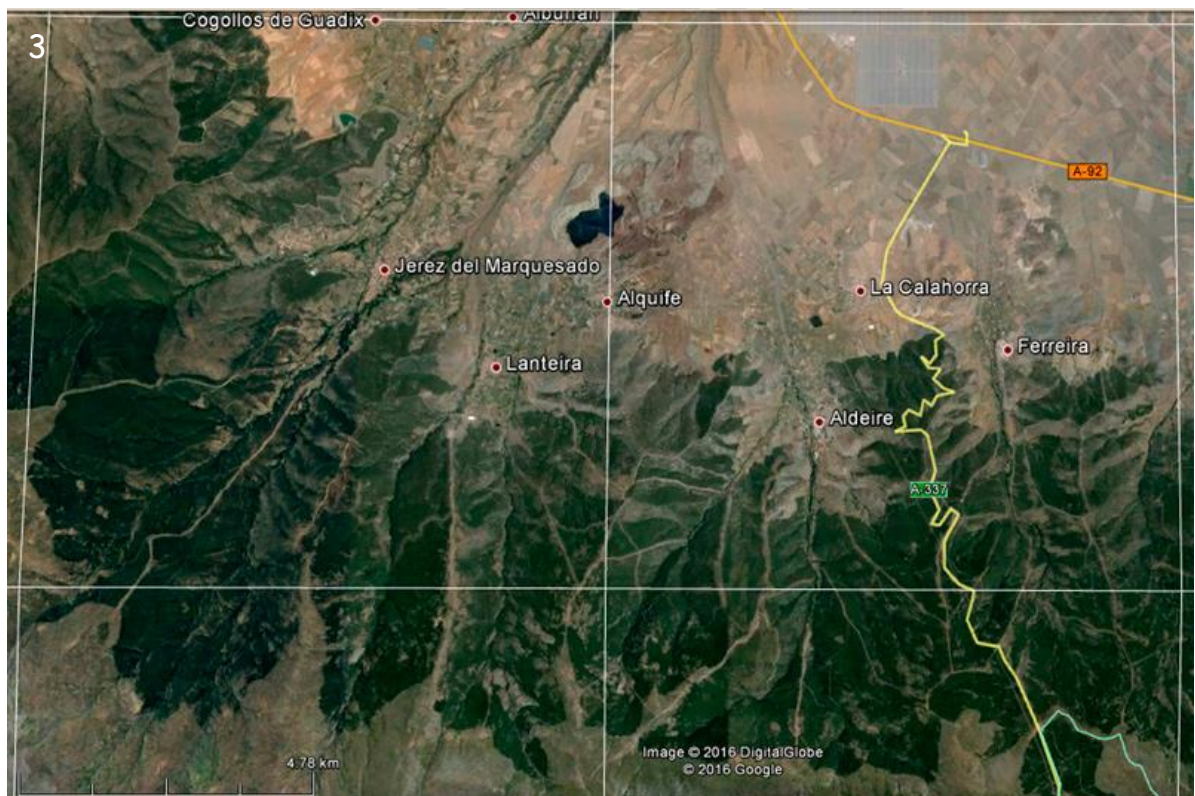 Cogollos de Guadix
Albuñán
3
A-92
Jerez del Marquesado
La Calahorra
Alquife
Ferreira
Lanteira
Aldeire
A-337
Image © 2016 DigitalGlobe
© 2016 Google
4.78 km